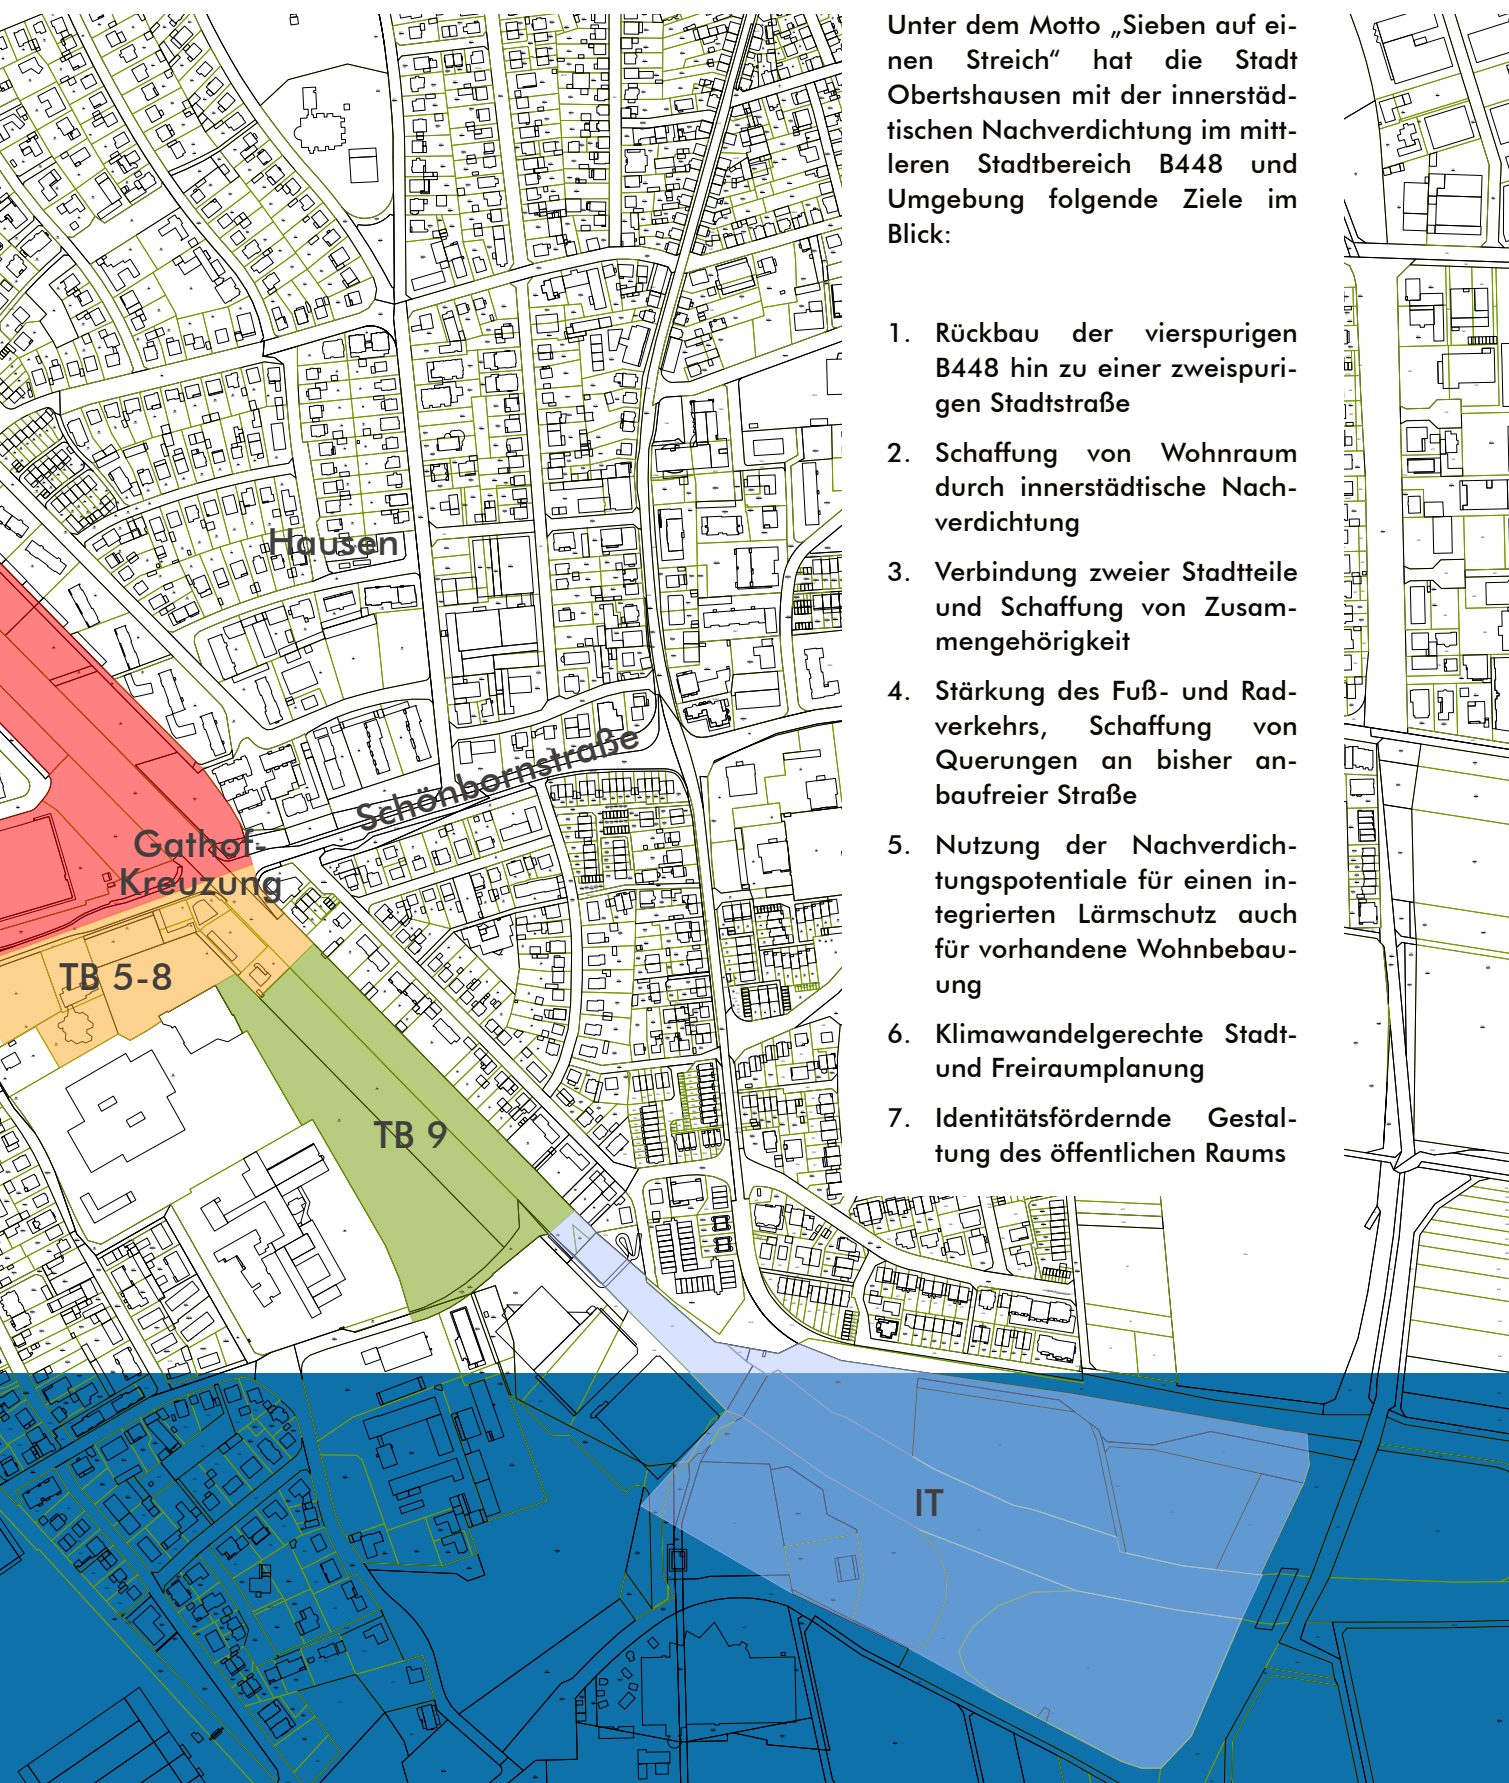 Unter dem Motto „Sieben auf ei-
nen Streich“ hat die Stadt
Obertshausen mit der innerstäd-
tischen Nachverdichtung im mitt-
leren Stadtbereich B448 und
Umgebung folgende Ziele im
Blick:
1. Rückbau der vierspurigen
B448 hin zu einer zweispuri-
gen Stadtstraße
2. Schaffung von Wohnraum
durch innerstädtische Nach-
verdichtung
3. Verbindung zweier Stadtteile
und Schaffung von Zusam-
mengehörigkeit
4. Stärkung des Fuß- und Rad-
verkehrs, Schaffung von
Querungen an bisher an-
baufreier Straße
5. Nutzung der Nachverdich-
tungspotentiale für einen in-
tegrierten Lärmschutz auch
für vorhandene Wohnbebau-
ung
6. Klimawandelgerechte Stadt-
und Freiraumplanung
7. Identitätsfördernde Gestal-
tung des öffentlichen Raums
Hausen
Schönbornstraße
Gathof-
Kreuzung
TB 5-8
TB 9
IT